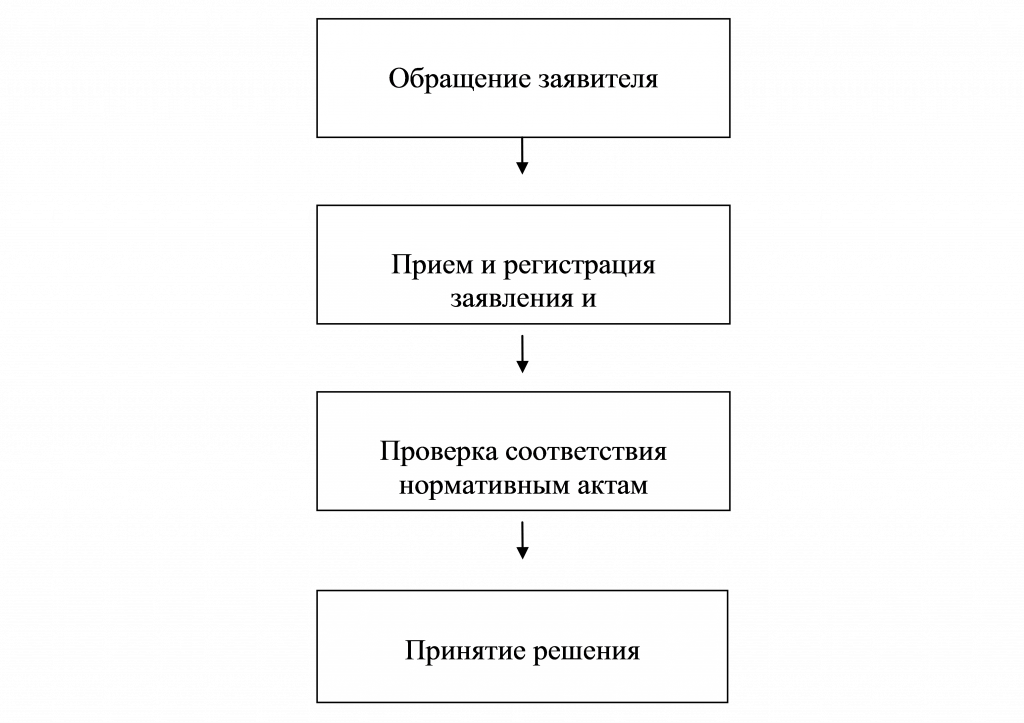 Обращение заявителя
Прием и регистрация
заявления и
Проверка соответствия
нормативным актам
Принятие решения